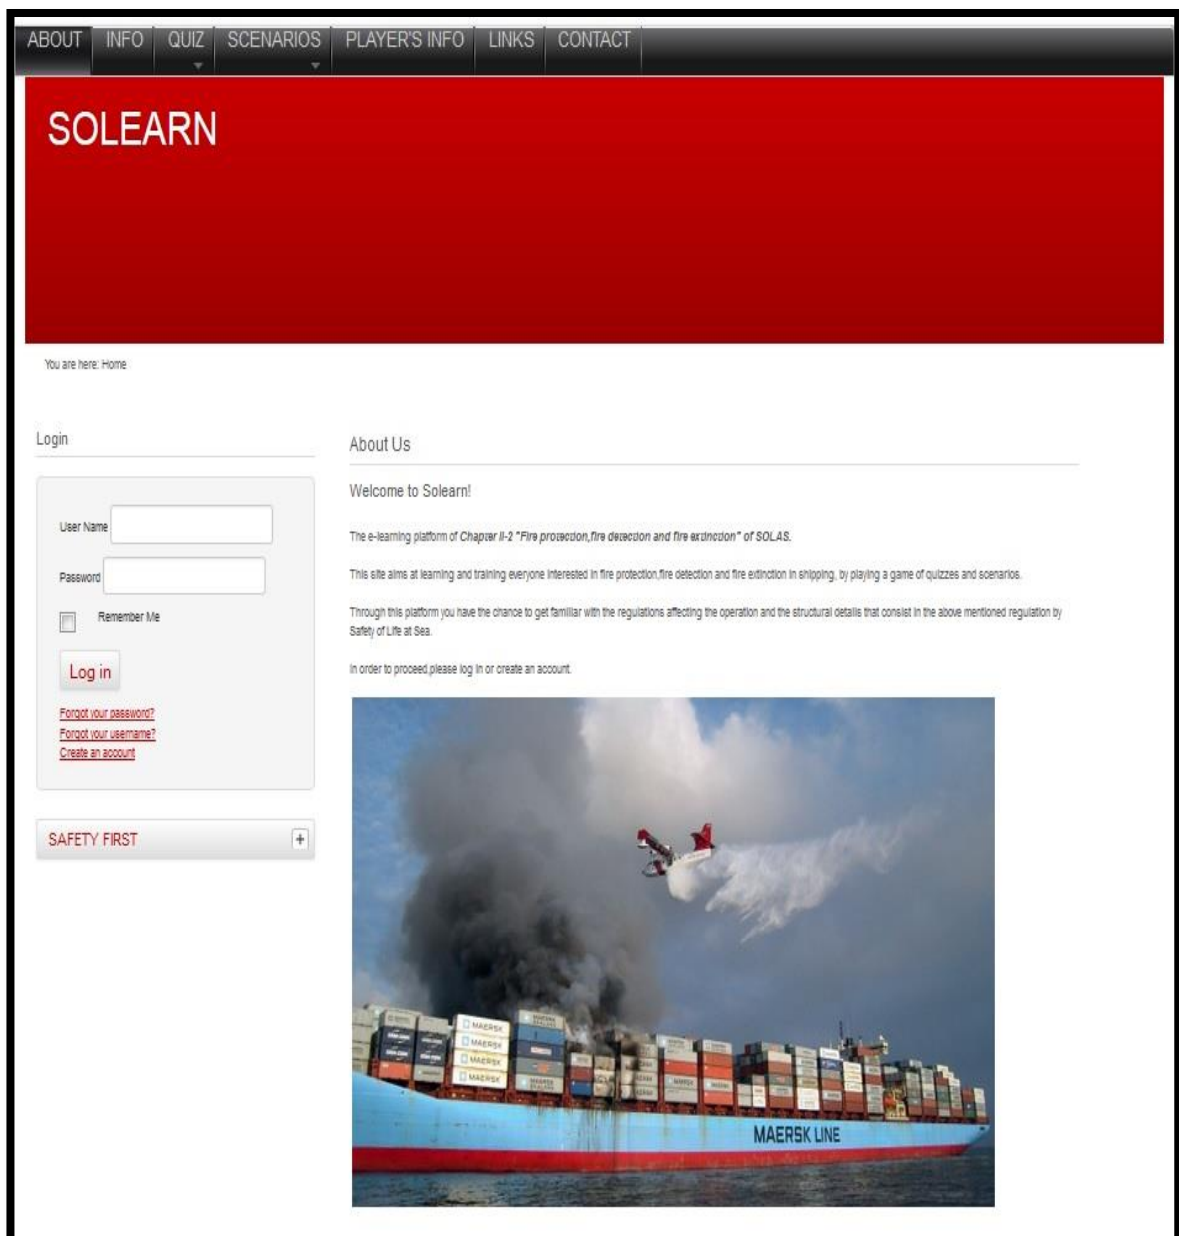 ABOUT INFO QUIZ SCENARIOS PLAYER'S INFO LINKS CONTACT
SOLEARN
You are here: Home
Login
User Name
Password
Remember Me
Log in
Forgot your password?
Forgot your username?
Create an account
SAFETY FIRST
About Us
Welcome to Solearn!
The e-learning platform of Chapter II-2 "Fire protection,fire detection and fire extinction" of SOLAS.
This site aims at learning and training everyone interested in fire protection,fire detection and fire extinction in shipping, by playing a game of quizzes and scenarios.
Through this platform you have the chance to get familiar with the regulations affecting the operation and the structural details that consist in the above mentioned regulation by
Safety of Life at Sea.
In order to proceed,please log in or create an account.
MAERSK
MAERSK
MAERSK
MAERSK
MAERSK LINE